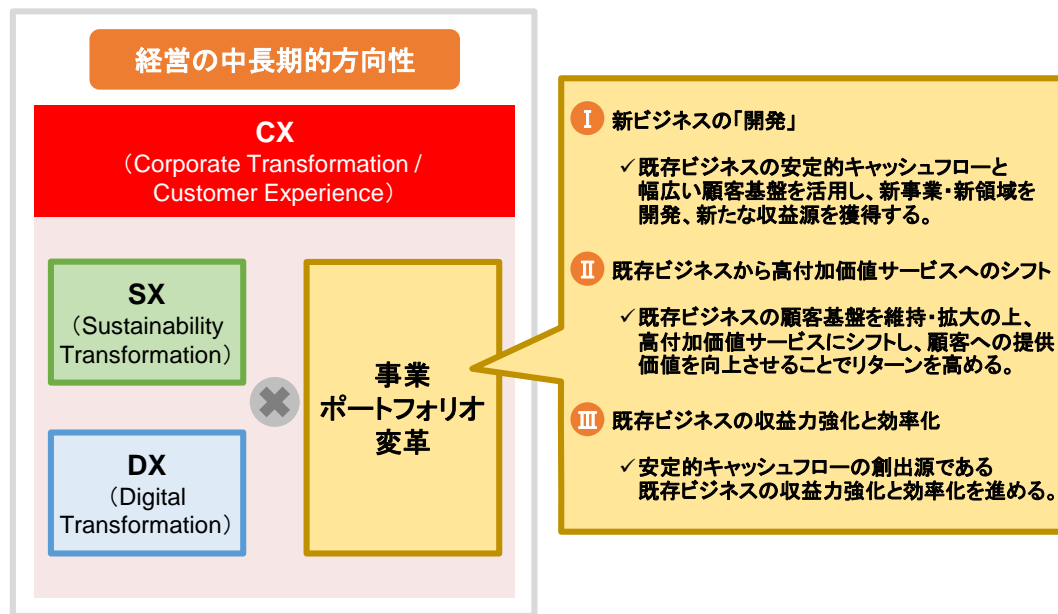 経営の中長期的方向性
CX
（Corporate Transformation /
Customer Experience）
SX
（Sustainability
Transformation）
DX
（Digital
Transformation）
✖
事業
ポートフォリオ
変革
Ⅰ 新ビジネスの「開発」
✓既存ビジネスの安定的キャッシュフローと
幅広い顧客基盤を活用し、新事業・新領域を
開発、新たな収益源を獲得する。
Ⅱ 既存ビジネスから高付加価値サービスへのシフト
✓既存ビジネスの顧客基盤を維持・拡大の上、
高付加価値サービスにシフトし、顧客への提供
価値を向上させることでリターンを高める。
Ⅲ 既存ビジネスの収益力強化と効率化
✓安定的キャッシュフローの創出源である
既存ビジネスの収益力強化と効率化を進める。